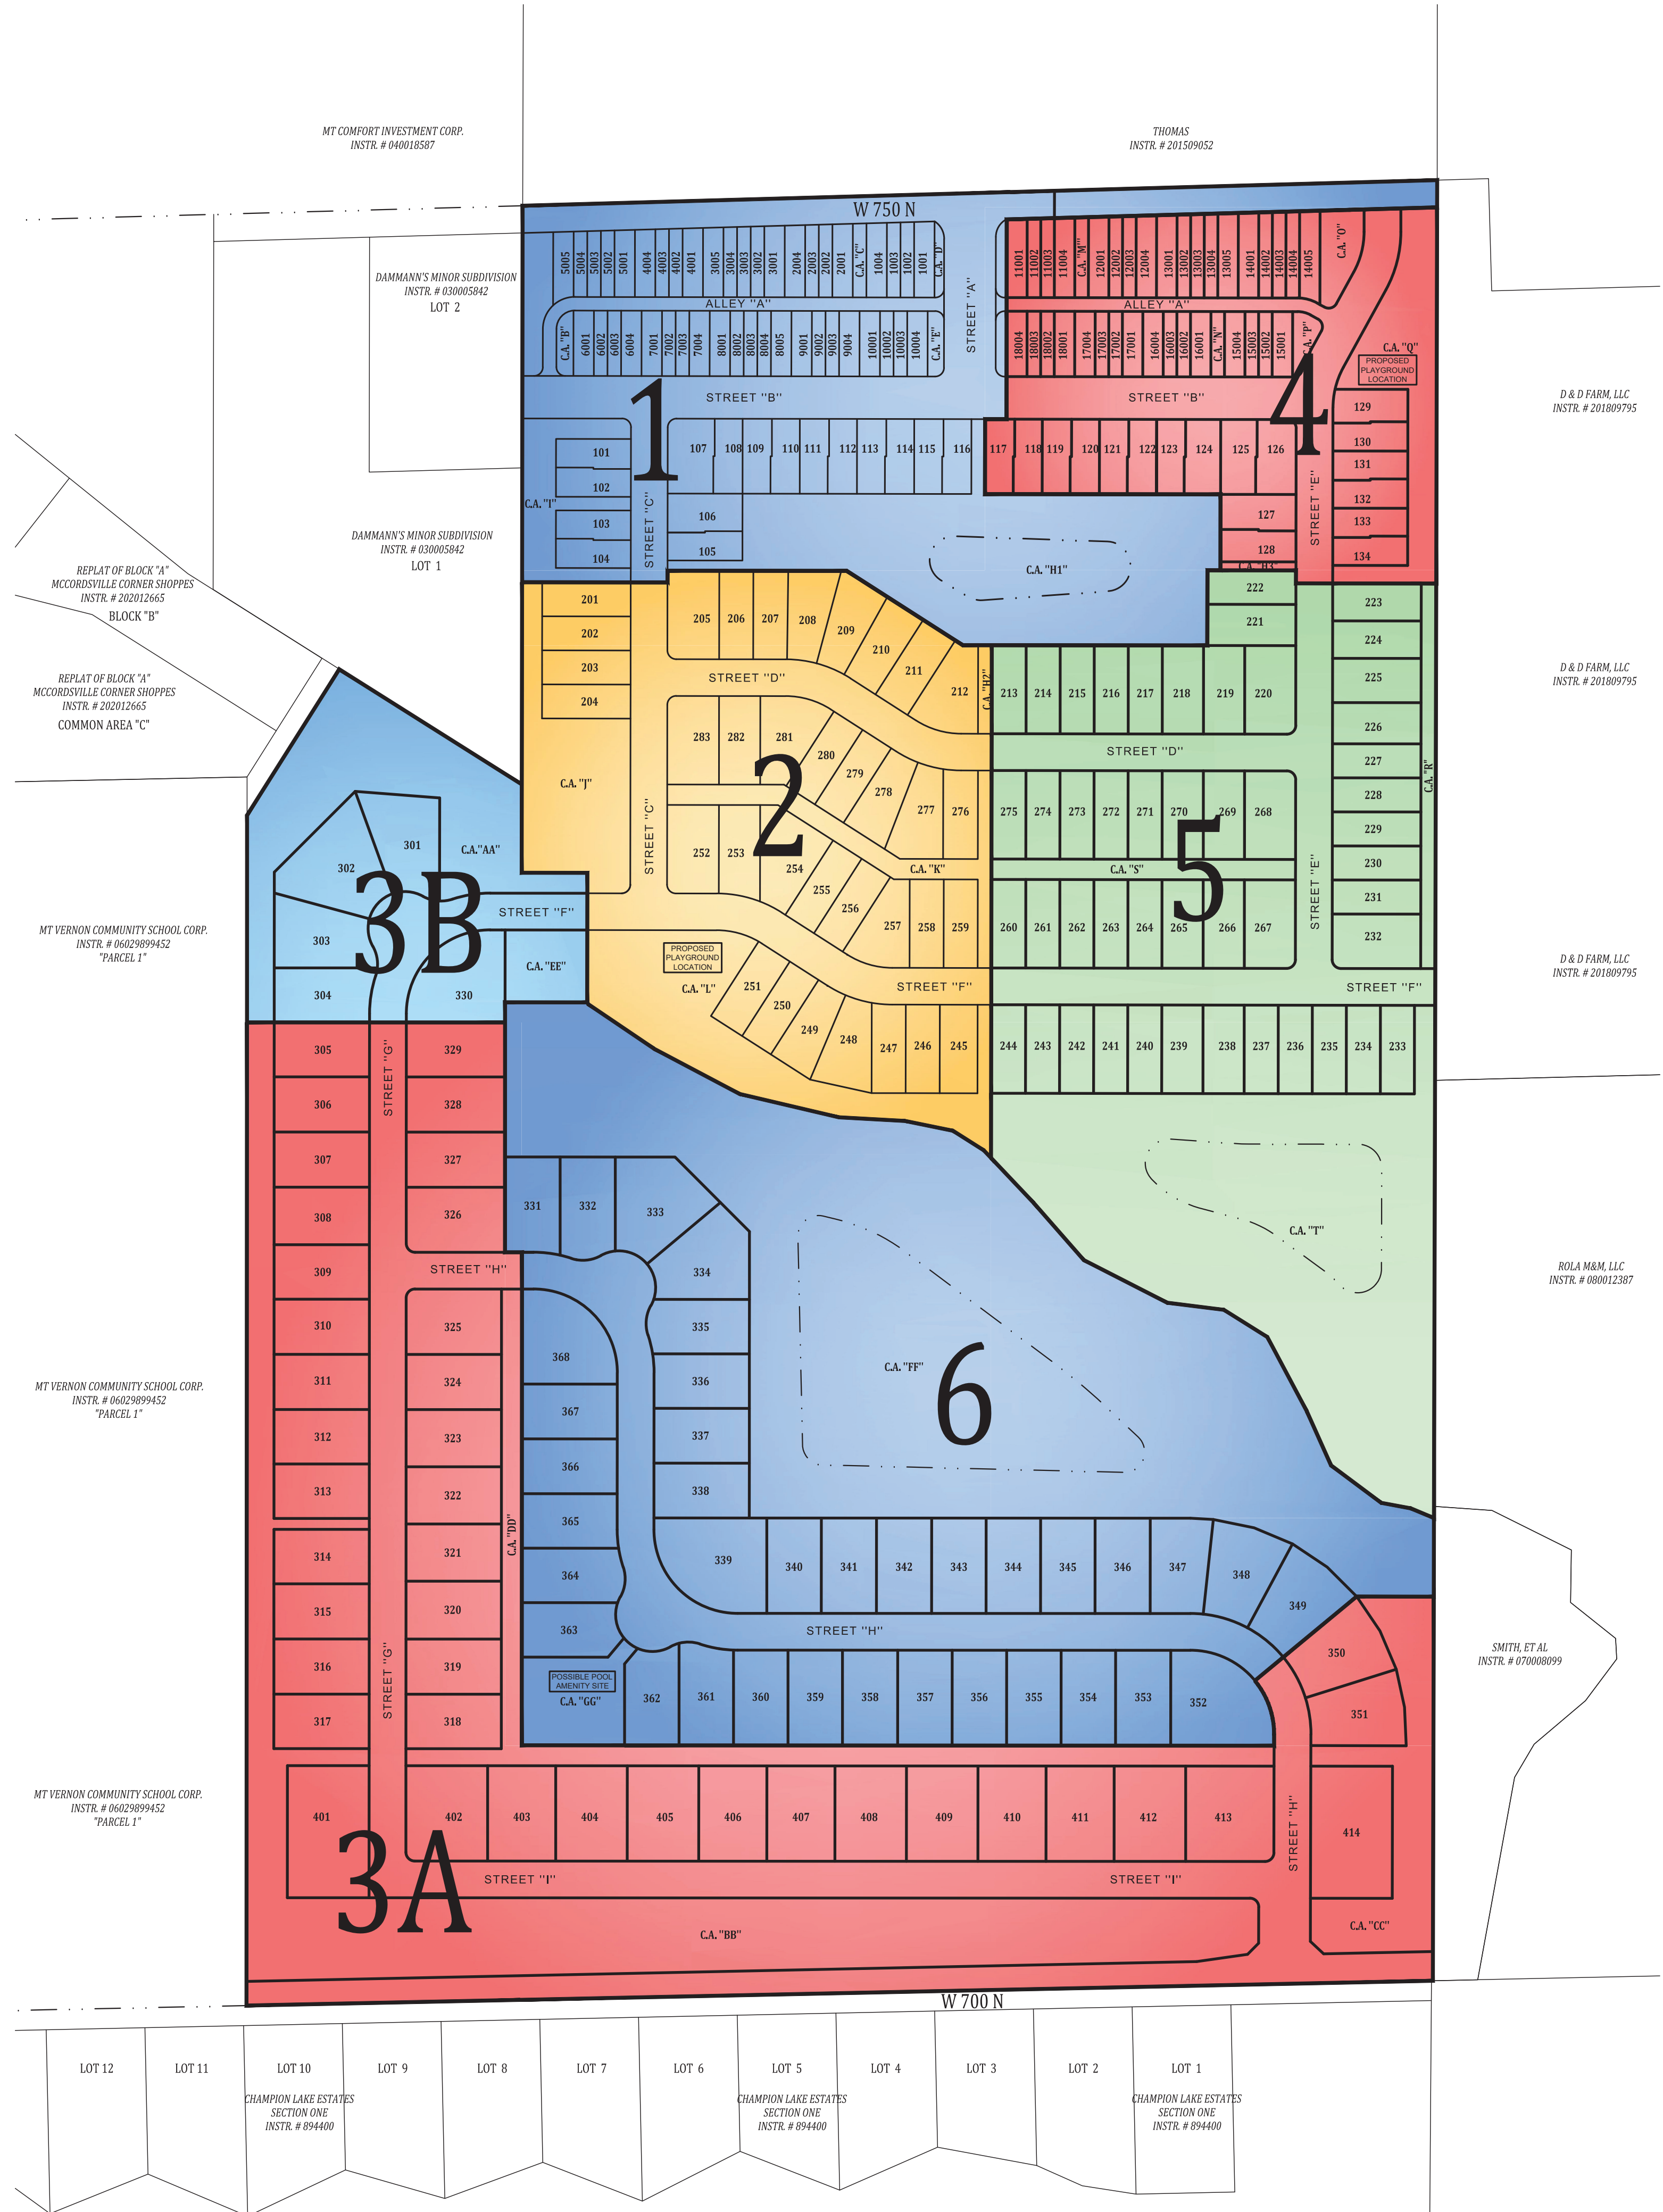 MT COMFORT INVESTMENT CORP.
INSTR. # 040018587
THOMAS
INSTR. # 201509052
W 750 N
DAMMANN'S MINOR SUBDIVISION
INSTR. # 030005842
LOT 2
5005
5004
5003
5002
5001
4004
4003
4002
4001
3005
3004
3003
3002
3001
2004
2003
2002
2001
C.A. "C"
1004
1003
1002
1001
C.A. "D"
STREET "A"
11001
11002
11003
11004
C.A. "M"
12001
12002
12003
12004
13001
13002
13003
13004
13005
14001
14002
14003
14004
14005
C.A. "O"
ALLEY "A"
ALLEY "A"
C.A. "B"
6001
6002
6003
6004
7001
7002
7003
7004
8001
8002
8003
8004
8005
9001
9002
9003
9004
10001
10002
10003
10004
C.A. "E"
18004
18003
18002
18001
17004
17003
17002
17001
16004
16003
16002
16001
C.A. "N"
15004
15003
15002
15001
C.A. "P"
C.A. "Q"
PROPOSED
PLAYGROUND
LOCATION
STREET "B"
STREET "B"
1
4
D & D FARM, LLC
INSTR. # 201809795
129
130
131
132
133
134
101
102
103
104
C.A. "I"
STREET "C"
107
108
109
110
111
112
113
114
115
116
117
118
119
120
121
122
123
124
125
126
106
105
127
128
C.A. "H3"
STREET "E"
C.A. "H1"
DAMMANN'S MINOR SUBDIVISION
INSTR. # 030005842
LOT 1
REPLAT OF BLOCK "A"
MCCORDSVILLE CORNER SHOPPES
INSTR. # 202012665
BLOCK "B"
REPLAT OF BLOCK "A"
MCCORDSVILLE CORNER SHOPPES
INSTR. # 202012665
COMMON AREA "C"
201
202
203
204
205
206
207
208
209
210
211
212
C.A. "H2"
STREET "D"
213
214
215
216
217
218
219
220
222
221
223
224
225
226
227
228
229
230
231
232
C.A. "R"
D & D FARM, LLC
INSTR. # 201809795
STREET "D"
C.A. "J"
STREET "C"
283
282
281
280
279
278
277
276
2
275
274
273
272
271
270
269
268
5
C.A. "K"
C.A. "S"
STREET "E"
252
253
254
255
256
257
258
259
260
261
262
263
264
265
266
267
301
302
303
304
C.A."AA"
3B
STREET "F"
C.A. "EE"
330
MT VERNON COMMUNITY SCHOOL CORP.
INSTR. # 06029899452
"PARCEL 1"
D & D FARM, LLC
INSTR. # 201809795
PROPOSED
PLAYGROUND
LOCATION
C.A. "L"
STREET "F"
STREET "F"
251
250
249
248
247
246
245
244
243
242
241
240
239
238
237
236
235
234
233
305
306
307
308
309
310
311
312
313
314
315
316
317
STREET "G"
329
328
327
326
STREET "H"
331
332
333
334
335
336
337
338
C.A. "T"
ROLA M&M, LLC
INSTR. # 080012387
C.A. "FF"
6
325
324
323
322
321
320
319
318
C.A. "DD"
STREET "G"
368
367
366
365
364
363
MT VERNON COMMUNITY SCHOOL CORP.
INSTR. # 06029899452
"PARCEL 1"
339
340
341
342
343
344
345
346
347
348
349
350
351
STREET "H"
SMITH, ET AL
INSTR. # 070008099
POSSIBLE POOL
AMENITY SITE
C.A. "GG"
362
361
360
359
358
357
356
355
354
353
352
MT VERNON COMMUNITY SCHOOL CORP.
INSTR. # 06029899452
"PARCEL 1"
401
402
403
404
405
406
407
408
409
410
411
412
413
414
STREET "H"
3A
STREET "I"
STREET "I"
C.A. "BB"
C.A. "CC"
W 700 N
LOT 12
LOT 11
LOT 10
LOT 9
LOT 8
LOT 7
LOT 6
LOT 5
LOT 4
LOT 3
LOT 2
LOT 1
CHAMPION LAKE ESTATES
SECTION ONE
INSTR. # 894400
CHAMPION LAKE ESTATES
SECTION ONE
INSTR. # 894400
CHAMPION LAKE ESTATES
SECTION ONE
INSTR. # 894400